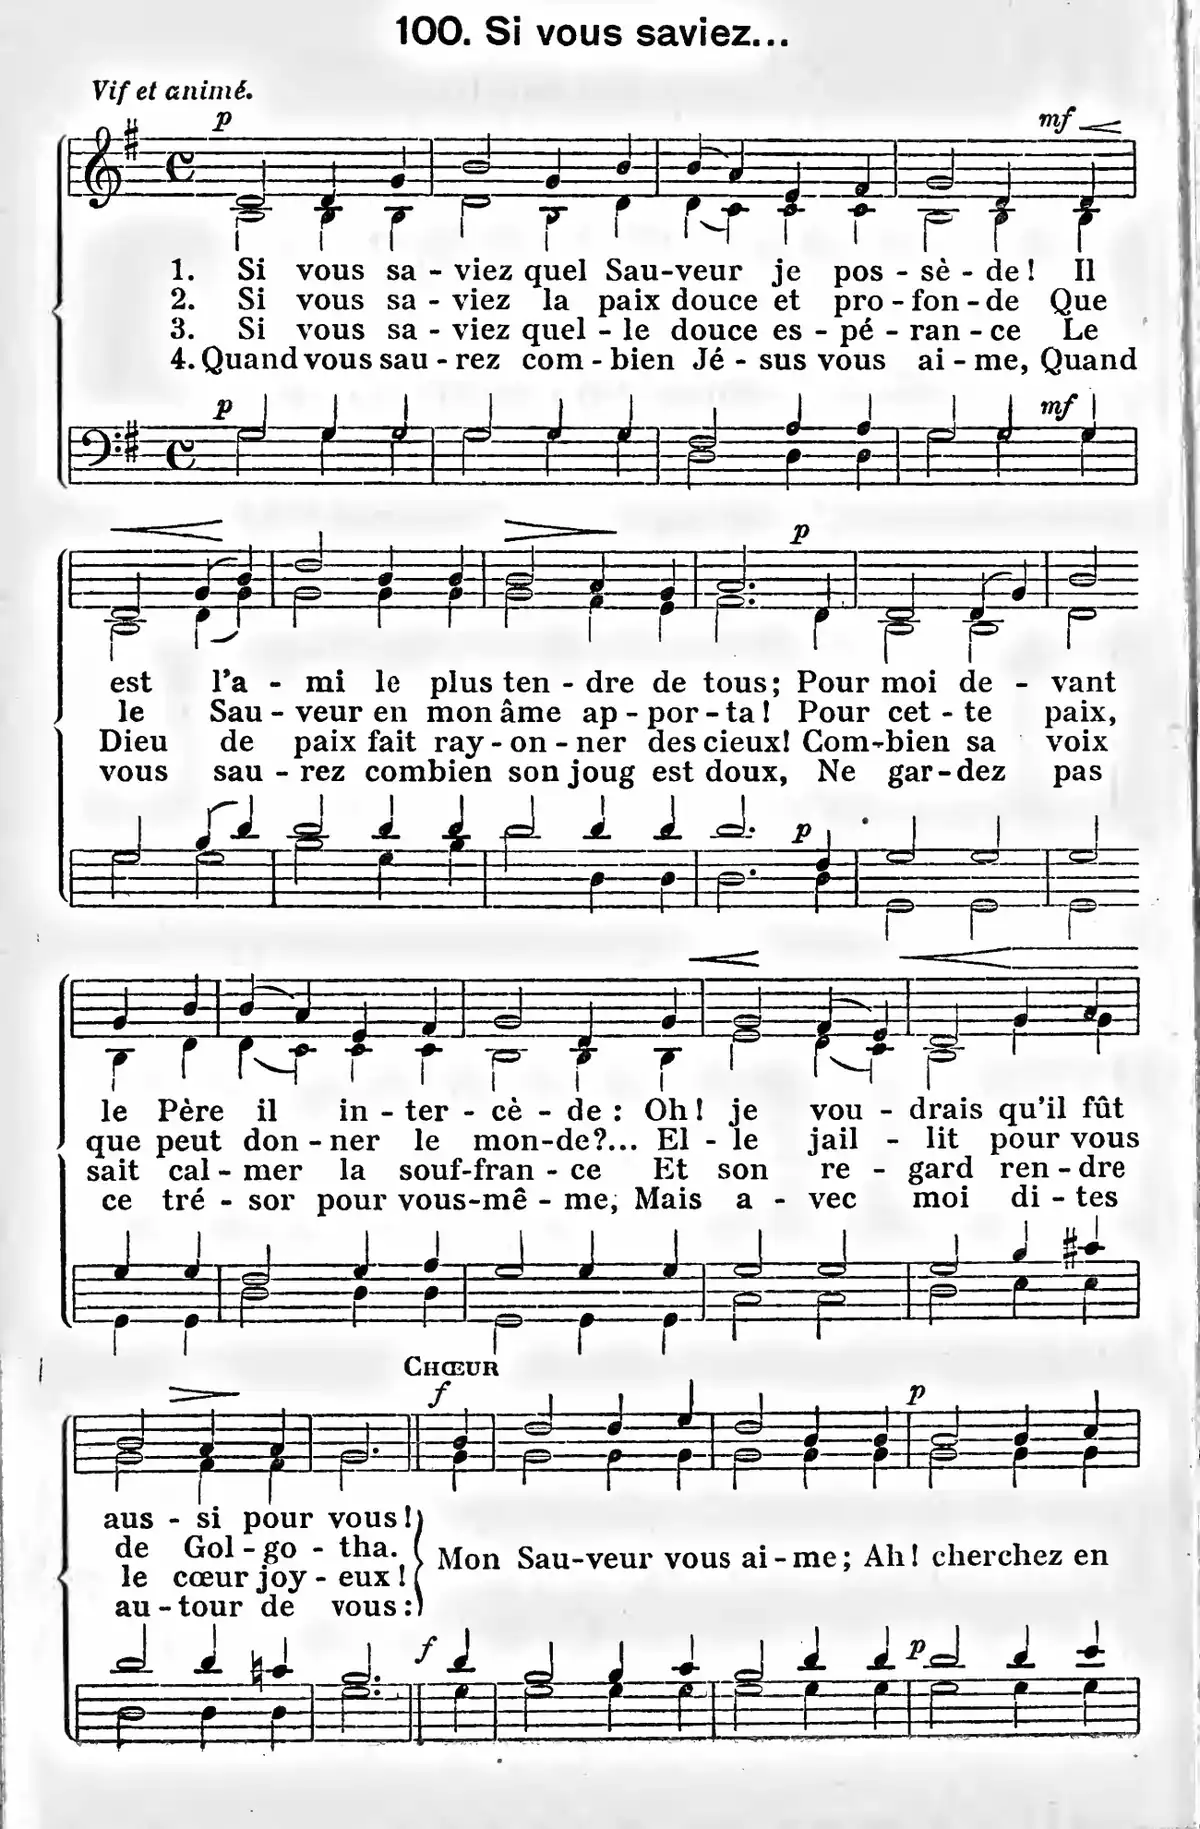 100. Si vous saviez...
Vif et animé.
p
mf
1. Si vous sa - viez quel Sau-veur je pos - sè - de! Il
2. Si vous sa - viez la paix douce et pro - fon - de Que
3. Si vous sa - viez quel - le douce es - pé - ran - ce Le
4. Quand vous sau - rez com - bien Jé - sus vous ai - me, Quand
p
mf
p
est l'a - mi le plus ten - dre de tous; Pour moi de - vant
le Sau - veur en mon âme ap - por - ta! Pour cet - te paix,
Dieu de paix fait ray - on - ner des cieux! Com - bien sa voix
vous sau - rez combien son joug est doux, Ne gar - dez pas
p
le Père il in - ter - cè - de: Oh! je vou - drais qu'il fût
que peut don - ner le mon-de?... El - le jail - lit pour vous
sait cal - mer la souf-fran - ce Et son re - gard ren - dre
ce tré - sor pour vous-mê - me, Mais a - vec moi di - tes
CHŒUR
f
p
aus - si pour vous!
de Gol - go - tha.
le cœur joy - eux!
au - tour de vous:
Mon Sau-veur vous ai - me; Ah! cherchez en
f
p